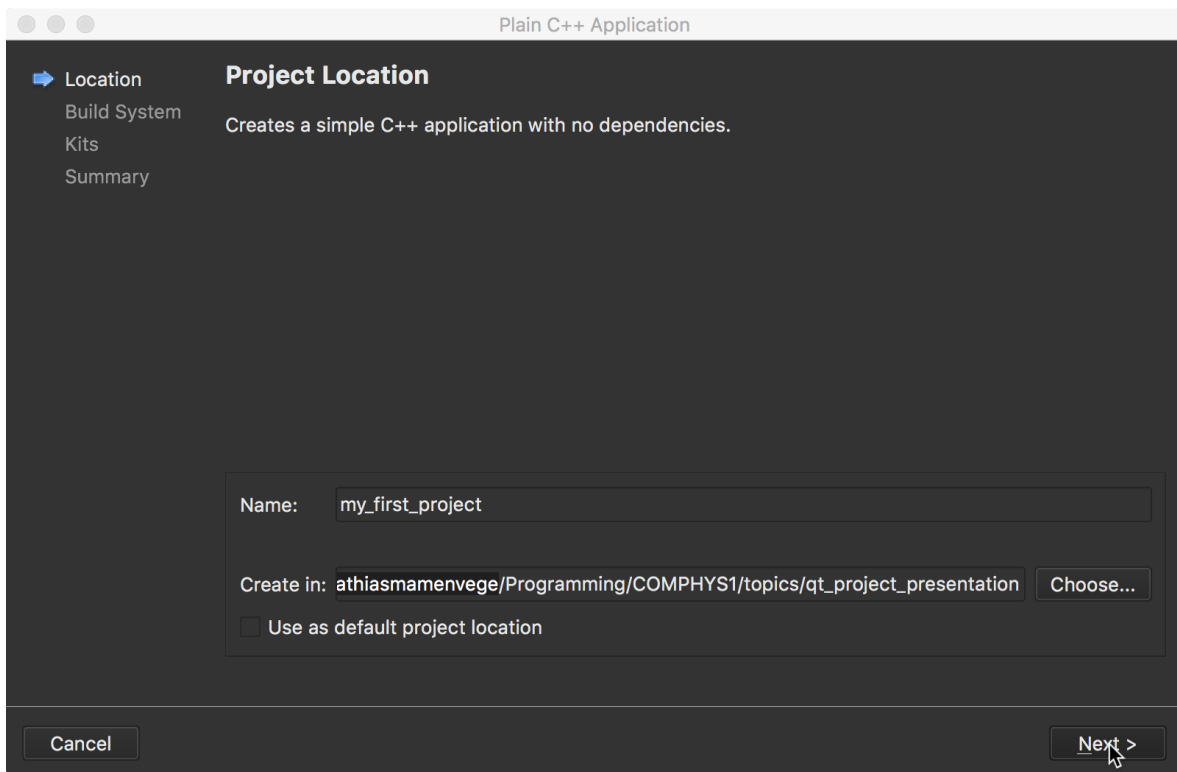 Plain C++ Application
Location
Build System
Kits
Summary
Project Location
Creates a simple C++ application with no dependencies.
Name: my_first_project
Create in: athiasmamenvege/Programming/COMPHYS1/topics/qt_project_presentation Choose...
Use as default project location
Cancel
Next >